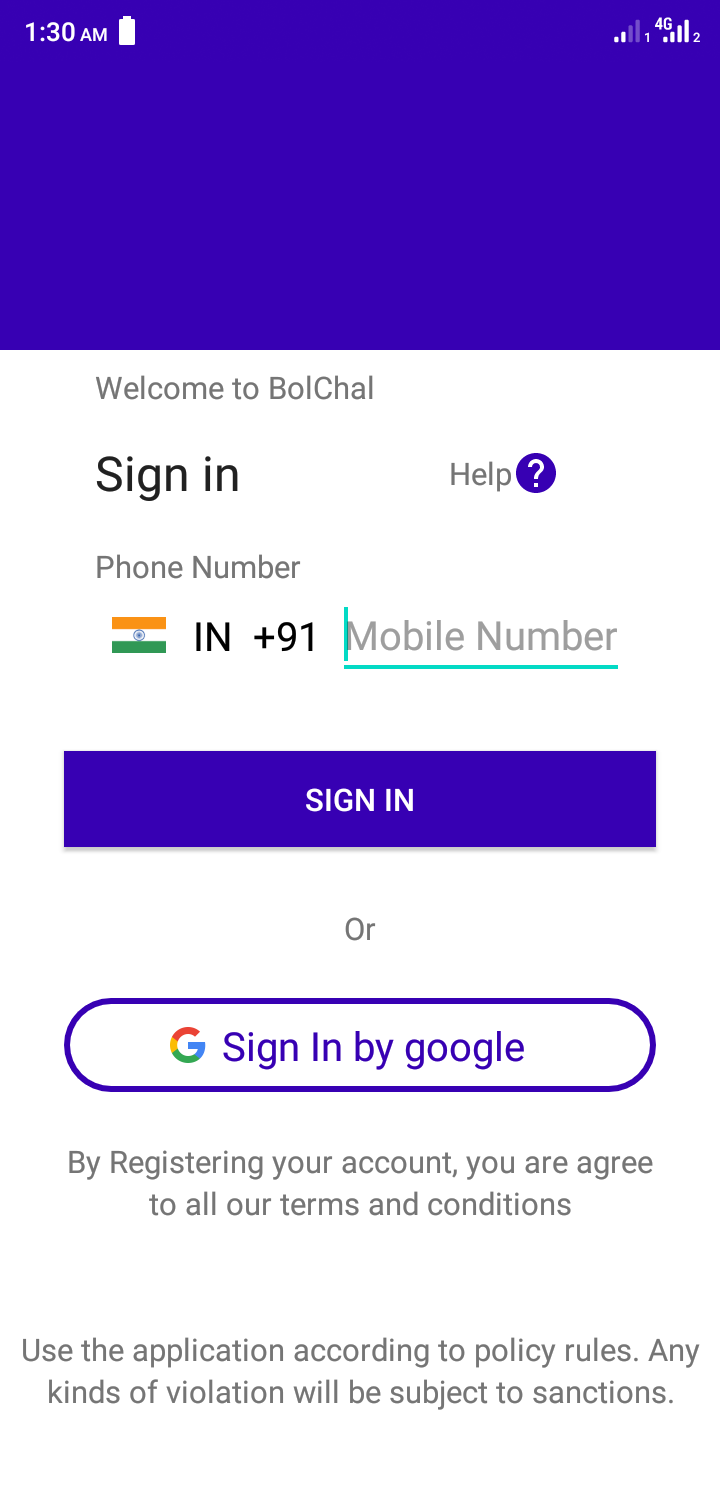 1:30 AM
1 4G 2
Welcome to BolChal
Sign in
Help ?
Phone Number
IN +91 Mobile Number
SIGN IN
Or
G Sign In by google
By Registering your account, you are agree
to all our terms and conditions
Use the application according to policy rules. Any
kinds of violation will be subject to sanctions.